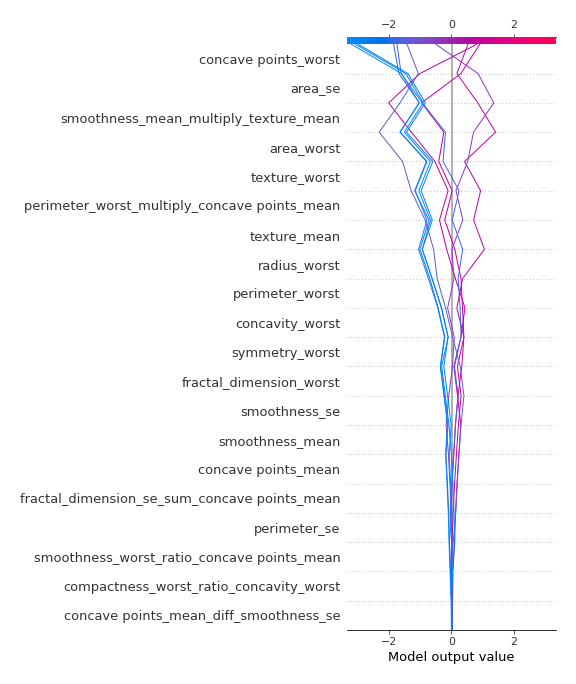 −2 0 2
concave points_worst
area_se
smoothness_mean_multiply_texture_mean
area_worst
texture_worst
perimeter_worst_multiply_concave points_mean
texture_mean
radius_worst
perimeter_worst
concavity_worst
symmetry_worst
fractal_dimension_worst
smoothness_se
smoothness_mean
concave points_mean
fractal_dimension_se_sum_concave points_mean
perimeter_se
smoothness_worst_ratio_concave points_mean
compactness_worst_ratio_concavity_worst
concave points_mean_diff_smoothness_se
−2 0 2
Model output value